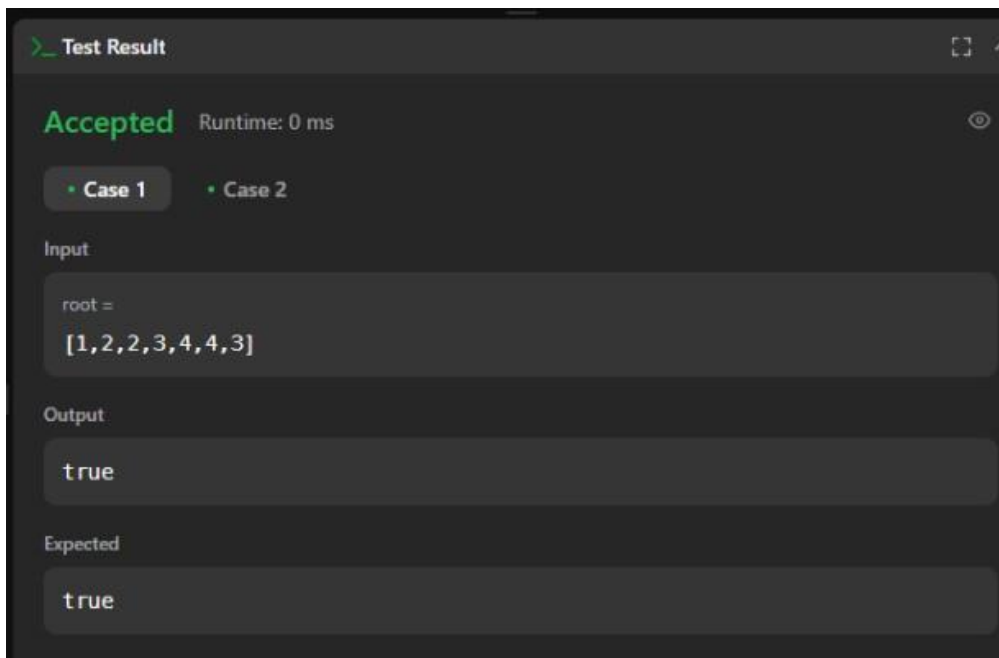 >_ Test Result
Accepted Runtime: 0 ms
• Case 1 • Case 2
Input
root =
[1,2,2,3,4,4,3]
Output
true
Expected
true